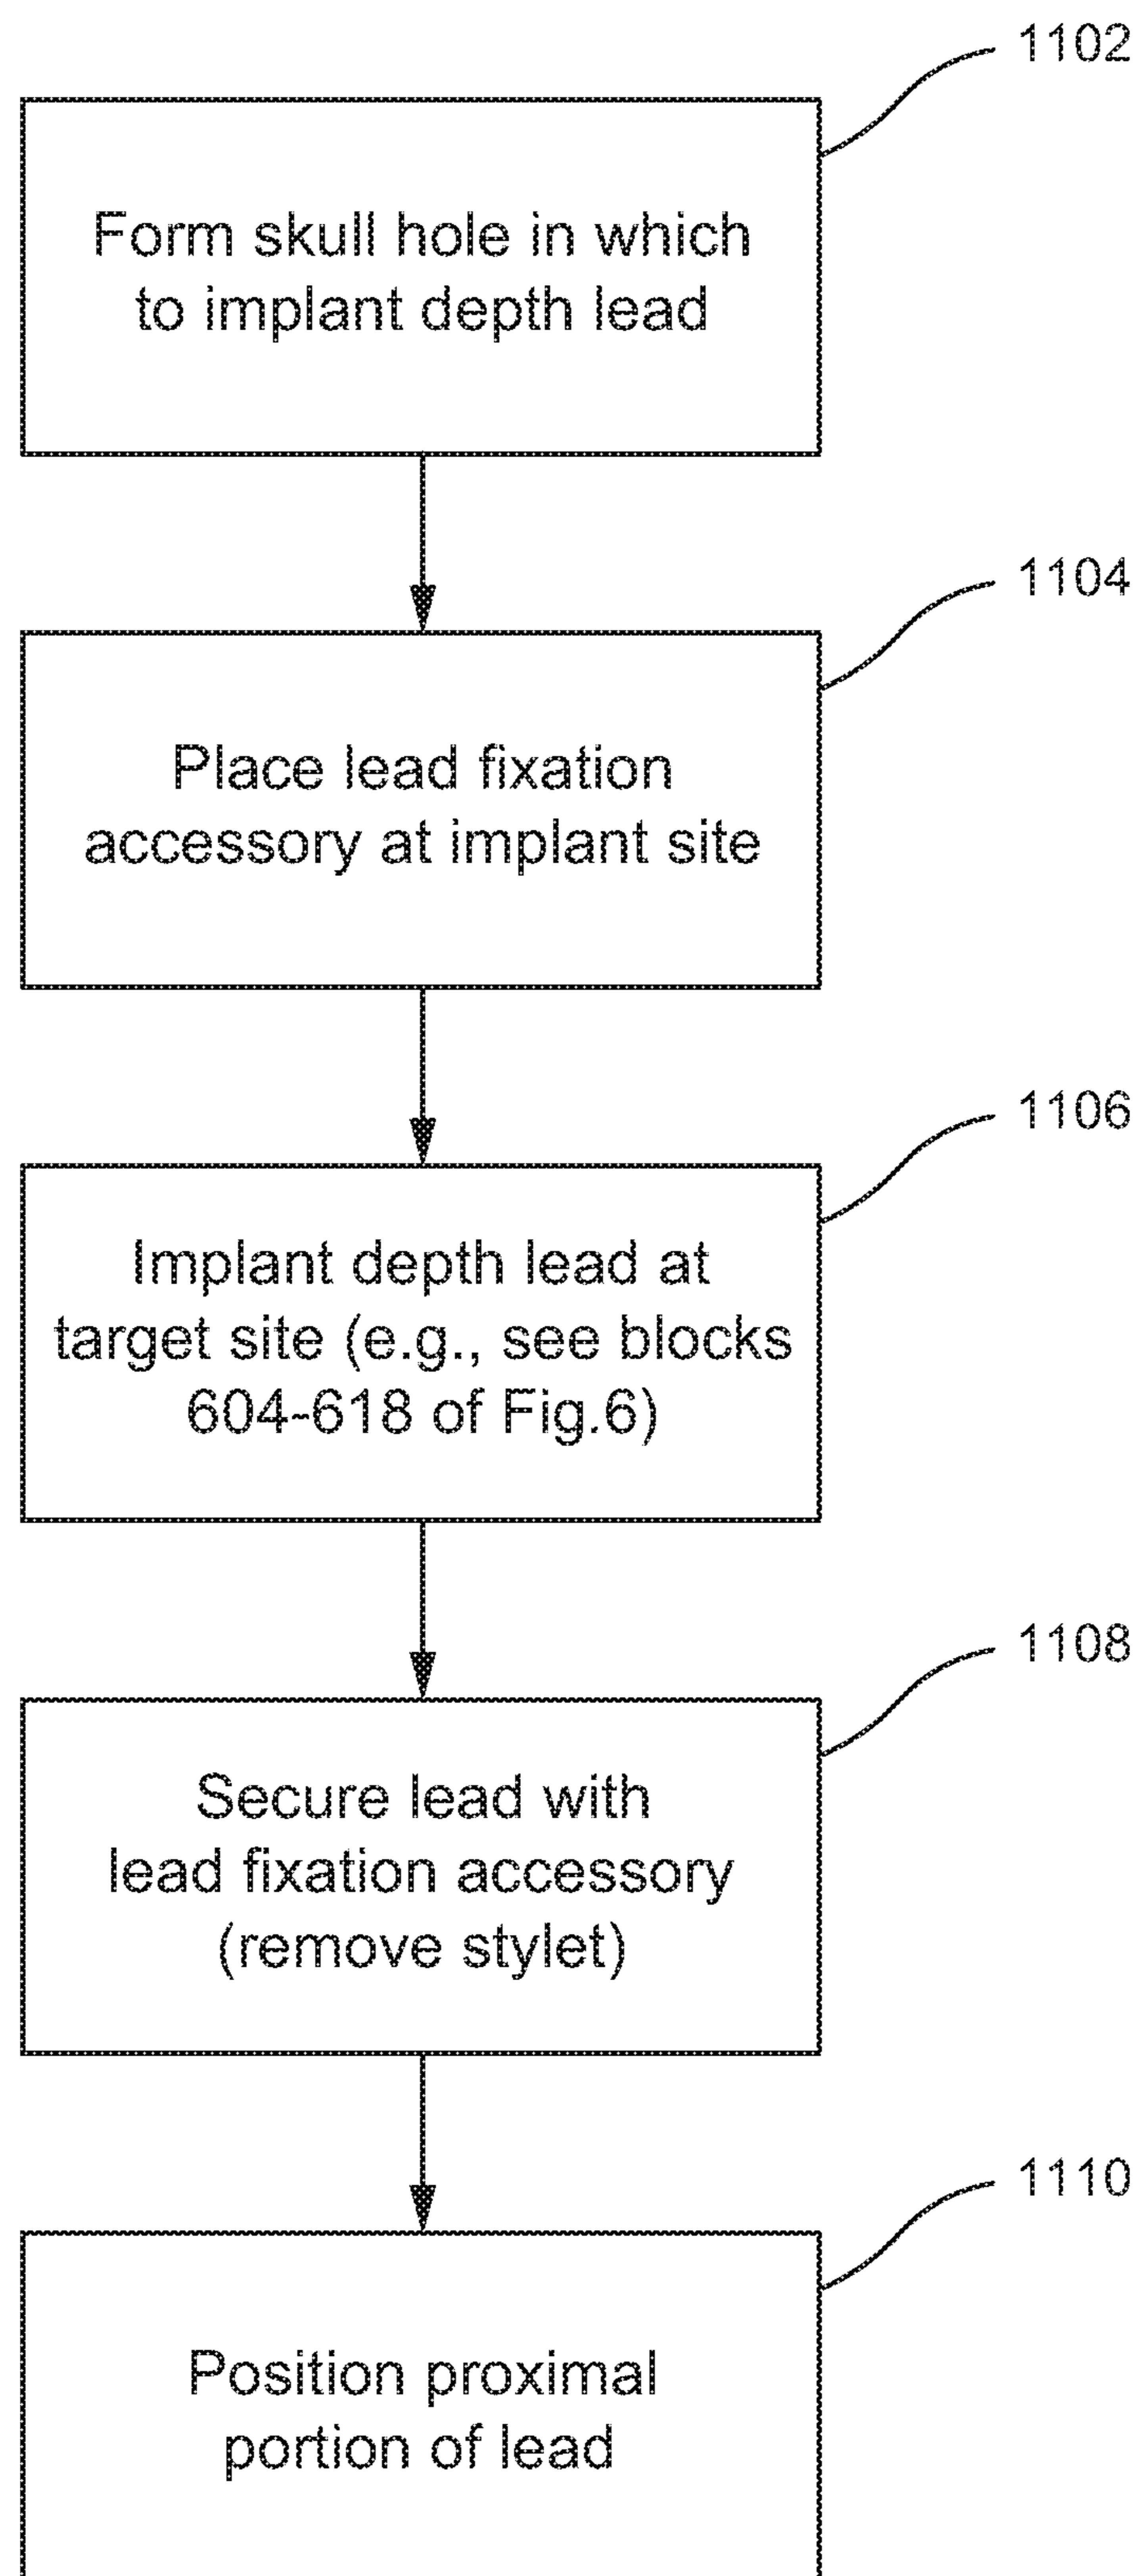 1102
Form skull hole in which
to implant depth lead
1104
Place lead fixation
accessory at implant site
1106
Implant depth lead at
target site (e.g., see blocks
604-618 of Fig.6)
1108
Secure lead with
lead fixation accessory
(remove stylet)
1110
Position proximal
portion of lead